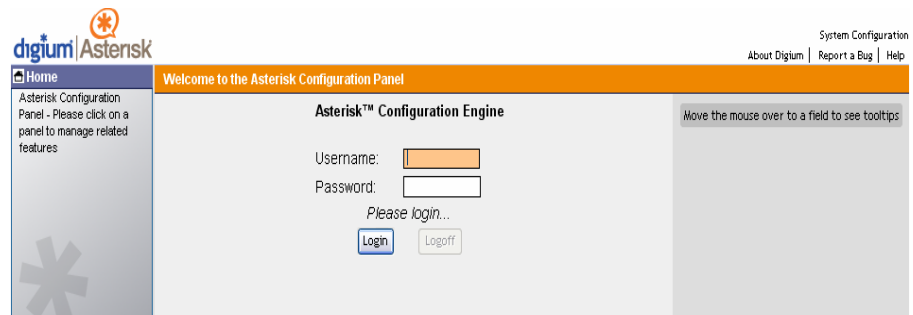 digium Asterisk
System Configuration
About Digium | Report a Bug | Help
Home
Welcome to the Asterisk Configuration Panel
Asterisk Configuration
Panel - Please click on a
panel to manage related
features
Asterisk™ Configuration Engine
Username:
Password:
Please login...
Login Logoff
Move the mouse over to a field to see tooltips